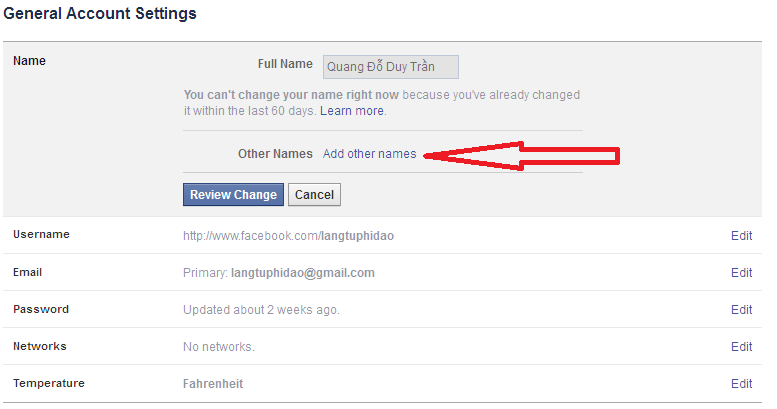 General Account Settings
Name
Full Name Quang Đỗ Duy Trần
You can't change your name right now because you've already changed
it within the last 60 days. Learn more.
Other Names Add other names
Review Change Cancel
Username http://www.facebook.com/langtuphidao Edit
Email Primary: langtuphidao@gmail.com Edit
Password Updated about 2 weeks ago. Edit
Networks No networks. Edit
Temperature Fahrenheit Edit